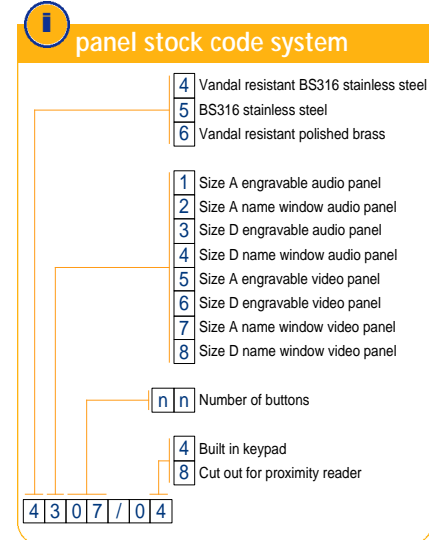 i
panel stock code system
4 Vandal resistant BS316 stainless steel
5 BS316 stainless steel
6 Vandal resistant polished brass
1 Size A engravable audio panel
2 Size A name window audio panel
3 Size D engravable audio panel
4 Size D name window audio panel
5 Size A engravable video panel
6 Size D engravable video panel
7 Size A name window video panel
8 Size D name window video panel
n n Number of buttons
4 Built in keypad
8 Cut out for proximity reader
4 3 0 7 / 0 4